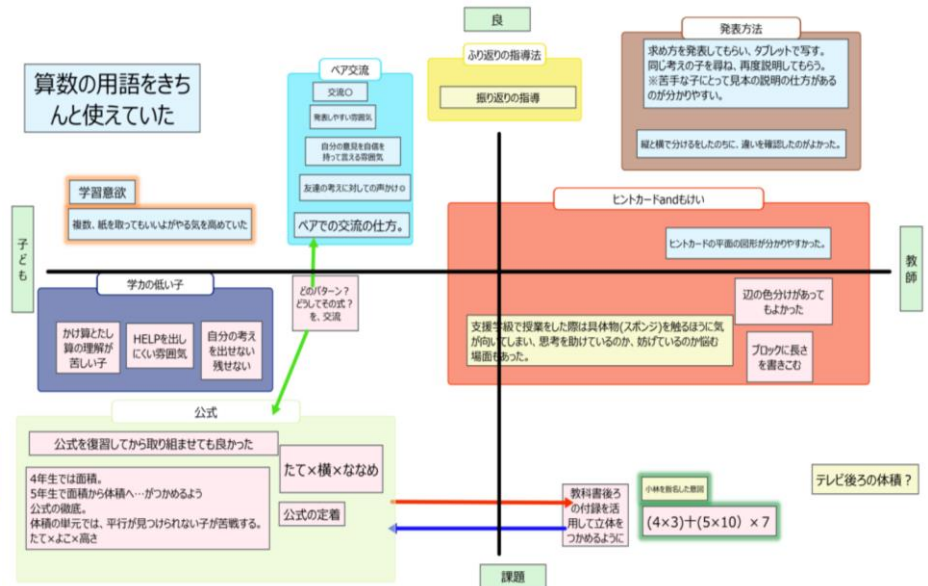 良
算数の用語をきち
んと使えていた
ペア交流
交流○
発表しやすい雰囲気
自分の意見を自信を
持って言える雰囲気
友達の考えに対しての声かけ○
ペアでの交流の仕方。
ふり返りの指導法
振り返りの指導
発表方法
求め方を発表してもらい、タブレットで写す。
同じ考えの子を尋ね、再度説明してもらう。
※苦手な子にとって見本の説明の仕方がある
のが分かりやすい。
縦と横で分けるをしたのちに、違いを確認したのがよかった。
学習意欲
複数、紙を取ってもいいよがやる気を高めていた
子ども
教師
ヒントカードandもけい
ヒントカードの平面の図形が分かりやすかった。
辺の色分けがあって
もよかった
支援学級で授業をした際は具体物(スポンジ)を触るほうに気
が向いてしまい、思考を助けているのか、妨げているのか悩む
場面もあった。
ブロックに長さ
を書きこむ
学力の低い子
かけ算とたし
算の理解が
苦しい子
HELPを出し
にくい雰囲気
自分の考え
を出せない
残せない
どのパターン?
どうしてその式?
を、交流
公式
公式を復習してから取り組ませても良かった
たて×横×ななめ
4年生では面積。
5年生で面積から体積へ…がつかめるよう
公式の徹底。
体積の単元では、平行が見つけられない子が苦戦する。
たて×よこ×高さ
公式の定着
教科書後ろ
の付録を活
用して立体を
つかめるように
小林を指名した意図
(4×3)+(5×10)×7
テレビ後ろの体積?
課題